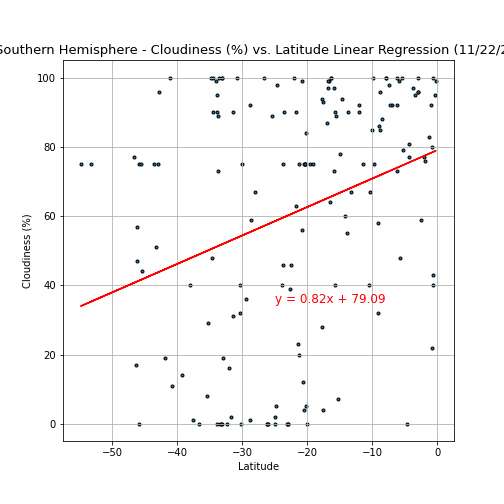 Southern Hemisphere - Cloudiness (%) vs. Latitude Linear Regression (11/22/2
100
80
60
40
20
0
Cloudiness (%)
y = 0.82x + 79.09
−50 −40 −30 −20 −10 0
Latitude